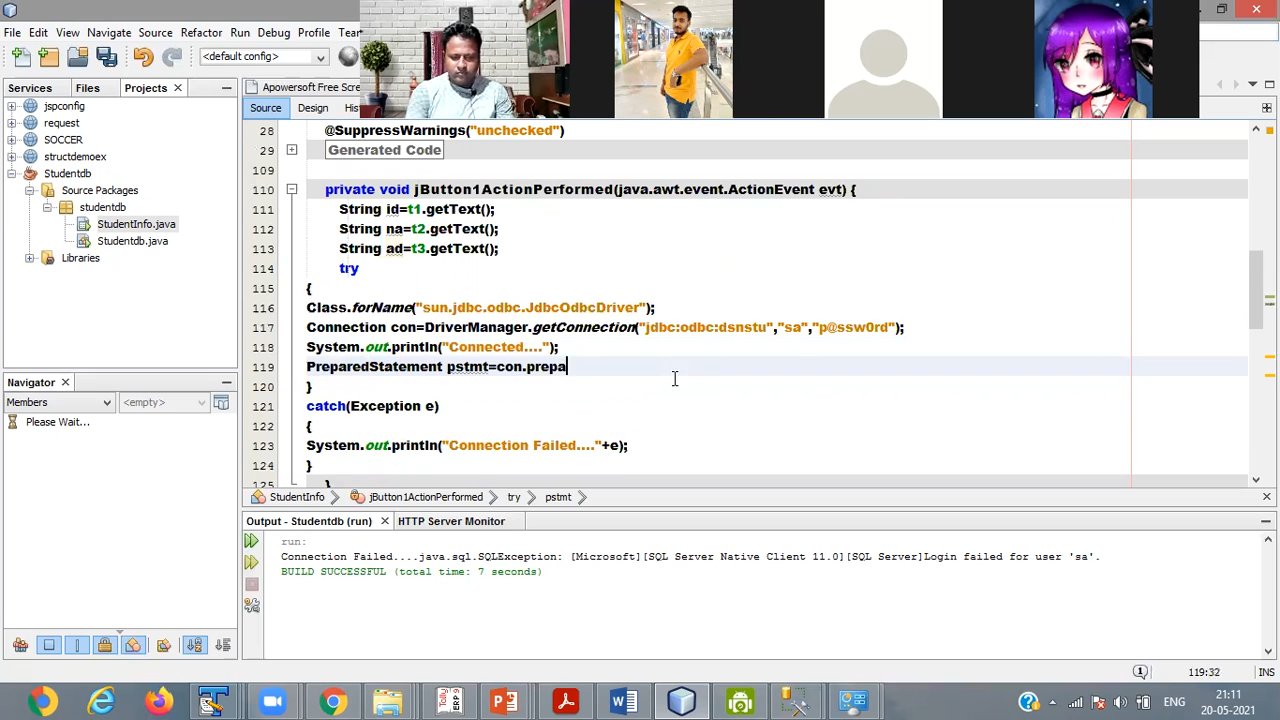 File Edit View Navigate Source Refactor Run Debug Profile
<default config>
Services Files Projects
Apowersoft Free Scre
Source Design His
jspconfig
request
SOCCER
structdemoex
Studentdb
Source Packages
studentdb
StudentInfo.java
Studentdb.java
Libraries
28 @SuppressWarnings("unchecked")
29 Generated Code
109
110 private void jButton1ActionPerformed(java.awt.event.ActionEvent evt) {
111 String id=t1.getText();
112 String na=t2.getText();
113 String ad=t3.getText();
114 try
115 {
116 Class.forName("sun.jdbc.odbc.JdbcOdbcDriver");
117 Connection con=DriverManager.getConnection("jdbc:odbc:dsnstu","sa","p@ssw0rd");
118 System.out.println("Connected....");
119 PreparedStatement pstmt=con.prepa
120 }
121 catch(Exception e)
122 {
123 System.out.println("Connection Failed...."+e);
124 }
125 }
Navigator
Members <empty>
Please Wait...
StudentInfo jButton1ActionPerformed try pstmt
Output - Studentdb (run) HTTP Server Monitor
run:
Connection Failed....java.sql.SQLException: [Microsoft][SQL Server Native Client 11.0][SQL Server]Login failed for user 'sa'.
BUILD SUCCESSFUL (total time: 7 seconds)
1 119:32 INS
ENG
21:11
20-05-2021